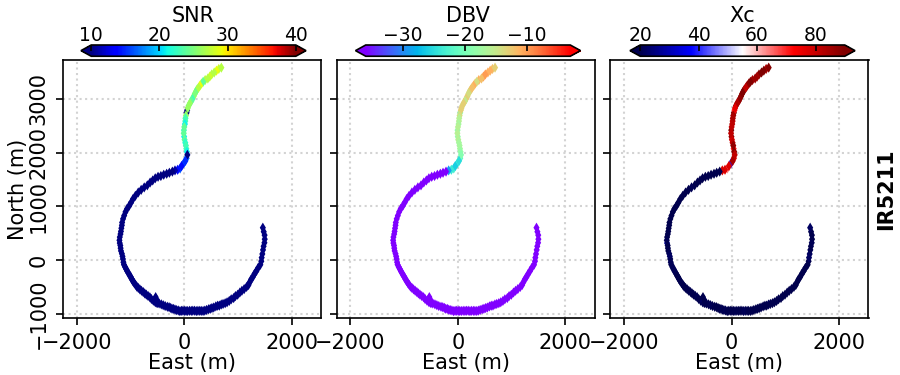 SNR DBV Xc
10 20 30 40 −30 −20 −10 20 40 60 80
North (m)
3000
2000
1000
0
−1000
IR5211
−2000 0 2000 −2000 0 2000 −2000 0 2000
East (m) East (m) East (m)